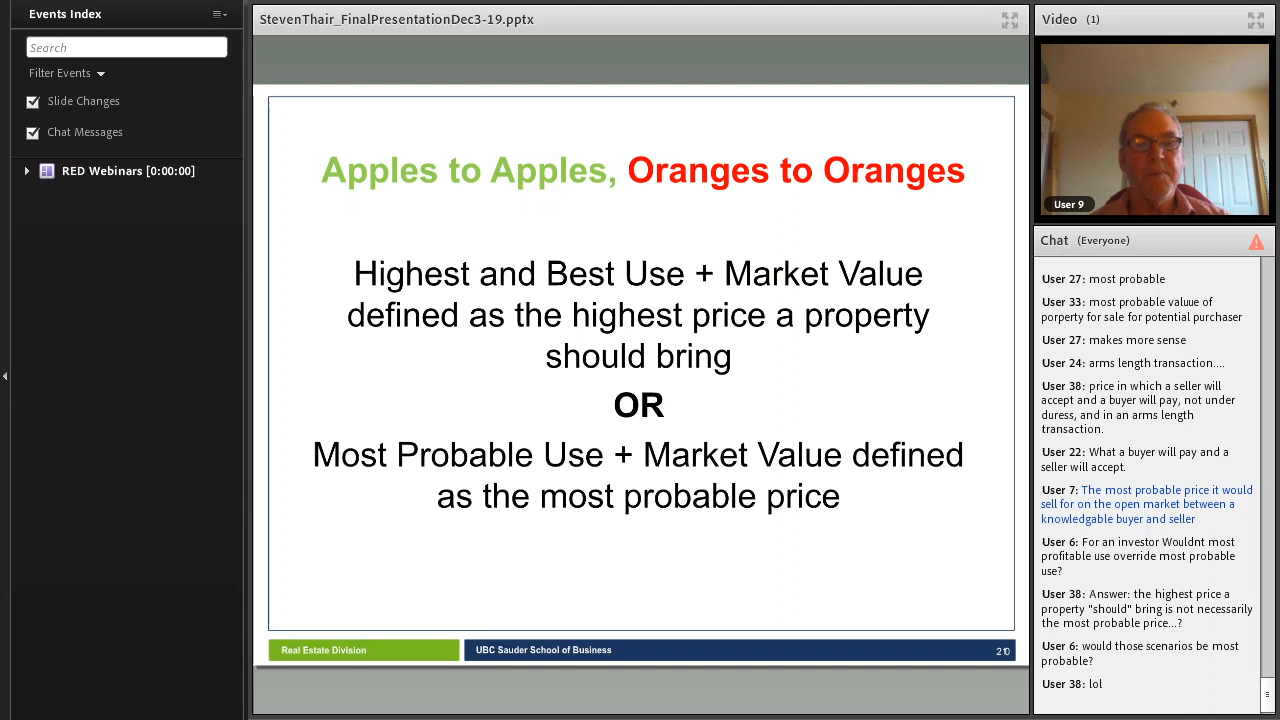 Events Index
Search
Filter Events
Slide Changes
Chat Messages
RED Webinars [0:00:00]
StevenThair_FinalPresentationDec3-19.pptx
Apples to Apples, Oranges to Oranges
Highest and Best Use + Market Value
defined as the highest price a property
should bring
OR
Most Probable Use + Market Value defined
as the most probable price
Real Estate Division
UBC Sauder School of Business
Video (1)
User 9
Chat (Everyone)
User 27: most probable
User 33: most probable valuue of
porperty for sale for potential purchaser
User 27: makes more sense
User 24: arms length transaction....
User 38: price in which a seller will
accept and a buyer will pay, not under
duress, and in an arms length
transaction.
User 22: What a buyer will pay and a
seller will accept.
User 7: The most probable price it would
sell for on the open market between a
knowledgable buyer and seller
User 6: For an investor Wouldnt most
profitable use override most probable
use?
User 38: Answer: the highest price a
property "should" bring is not necessarily
the most probable price...?
User 6: would those scenarios be most
probable?
User 38: lol